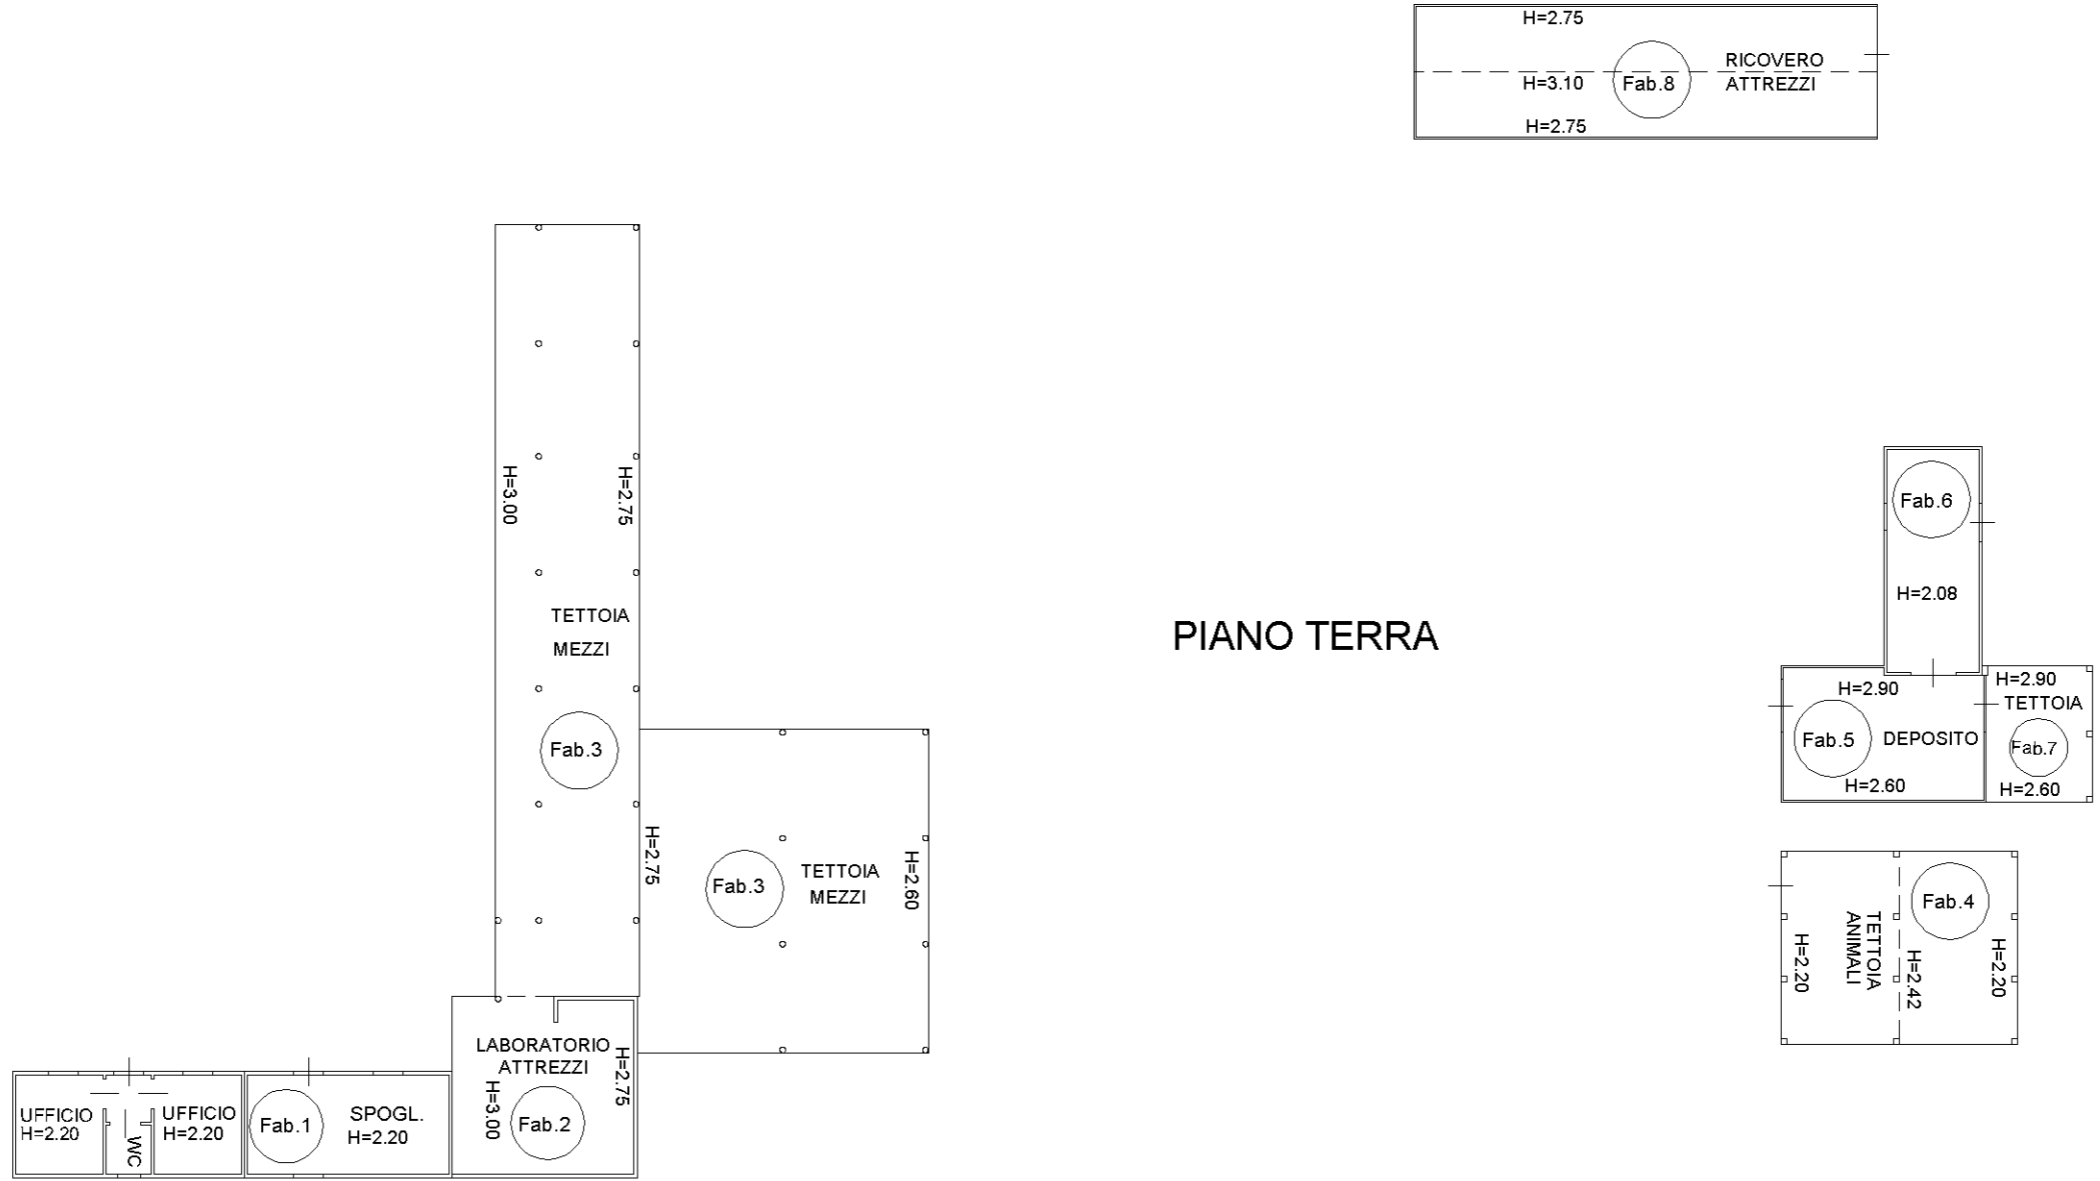 H=2.75
RICOVERO
ATTREZZI
H=3.10
Fab.8
H=2.75
H=3.00
H=2.75
TETTOIA
MEZZI
Fab.3
H=2.75
Fab.3
TETTOIA
MEZZI
H=2.60
PIANO TERRA
Fab.6
H=2.08
H=2.90
Fab.5
DEPOSITO
H=2.60
H=2.90
TETTOIA
Fab.7
H=2.60
Fab.4
H=2.20
TETTOIA
ANIMALI
H=2.42
H=2.20
LABORATORIO
ATTREZZI
H=3.00
H=2.75
Fab.2
UFFICIO
H=2.20
WC
UFFICIO
H=2.20
Fab.1
SPOGL.
H=2.20